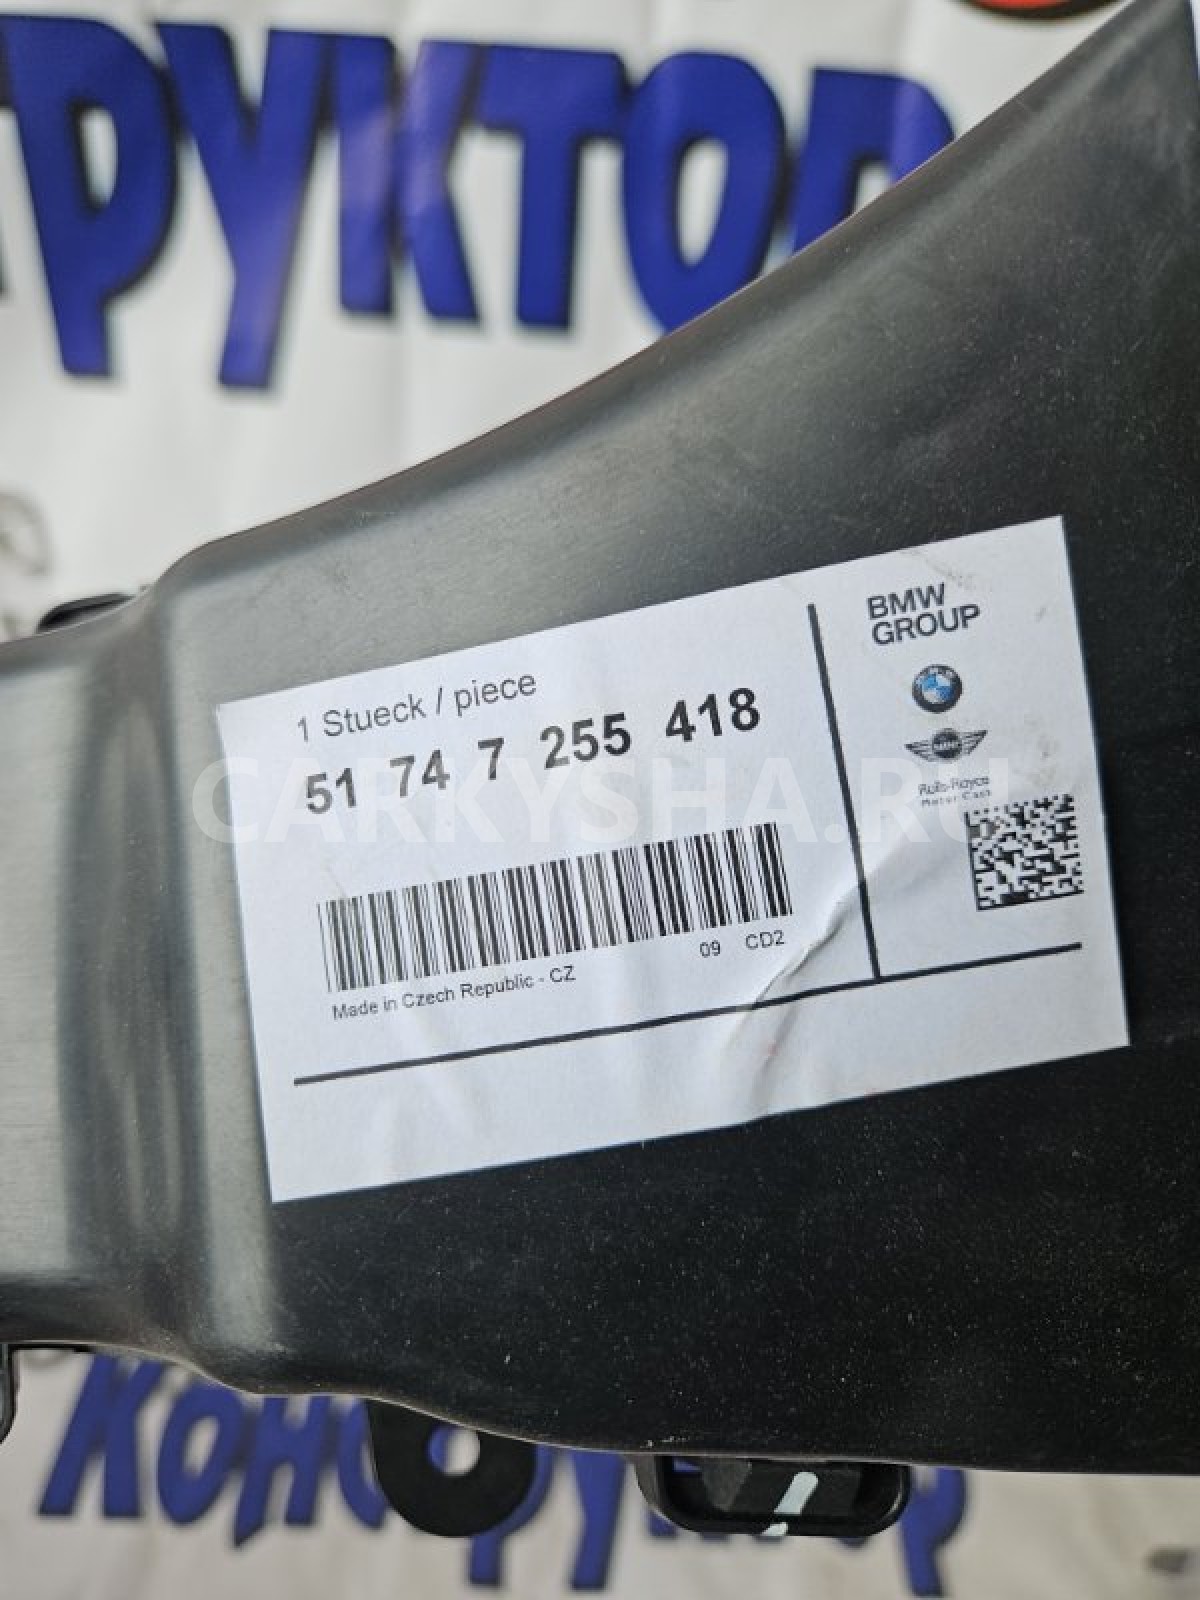 РУКТОР
1 Stueck / piece
51 74 7 255 418
Made in Czech Republic - CZ
09 CD2
BMW
GROUP
Rolls-Royce
Motor Cars
CARKYSHA.RU
КОНС РУКТОР